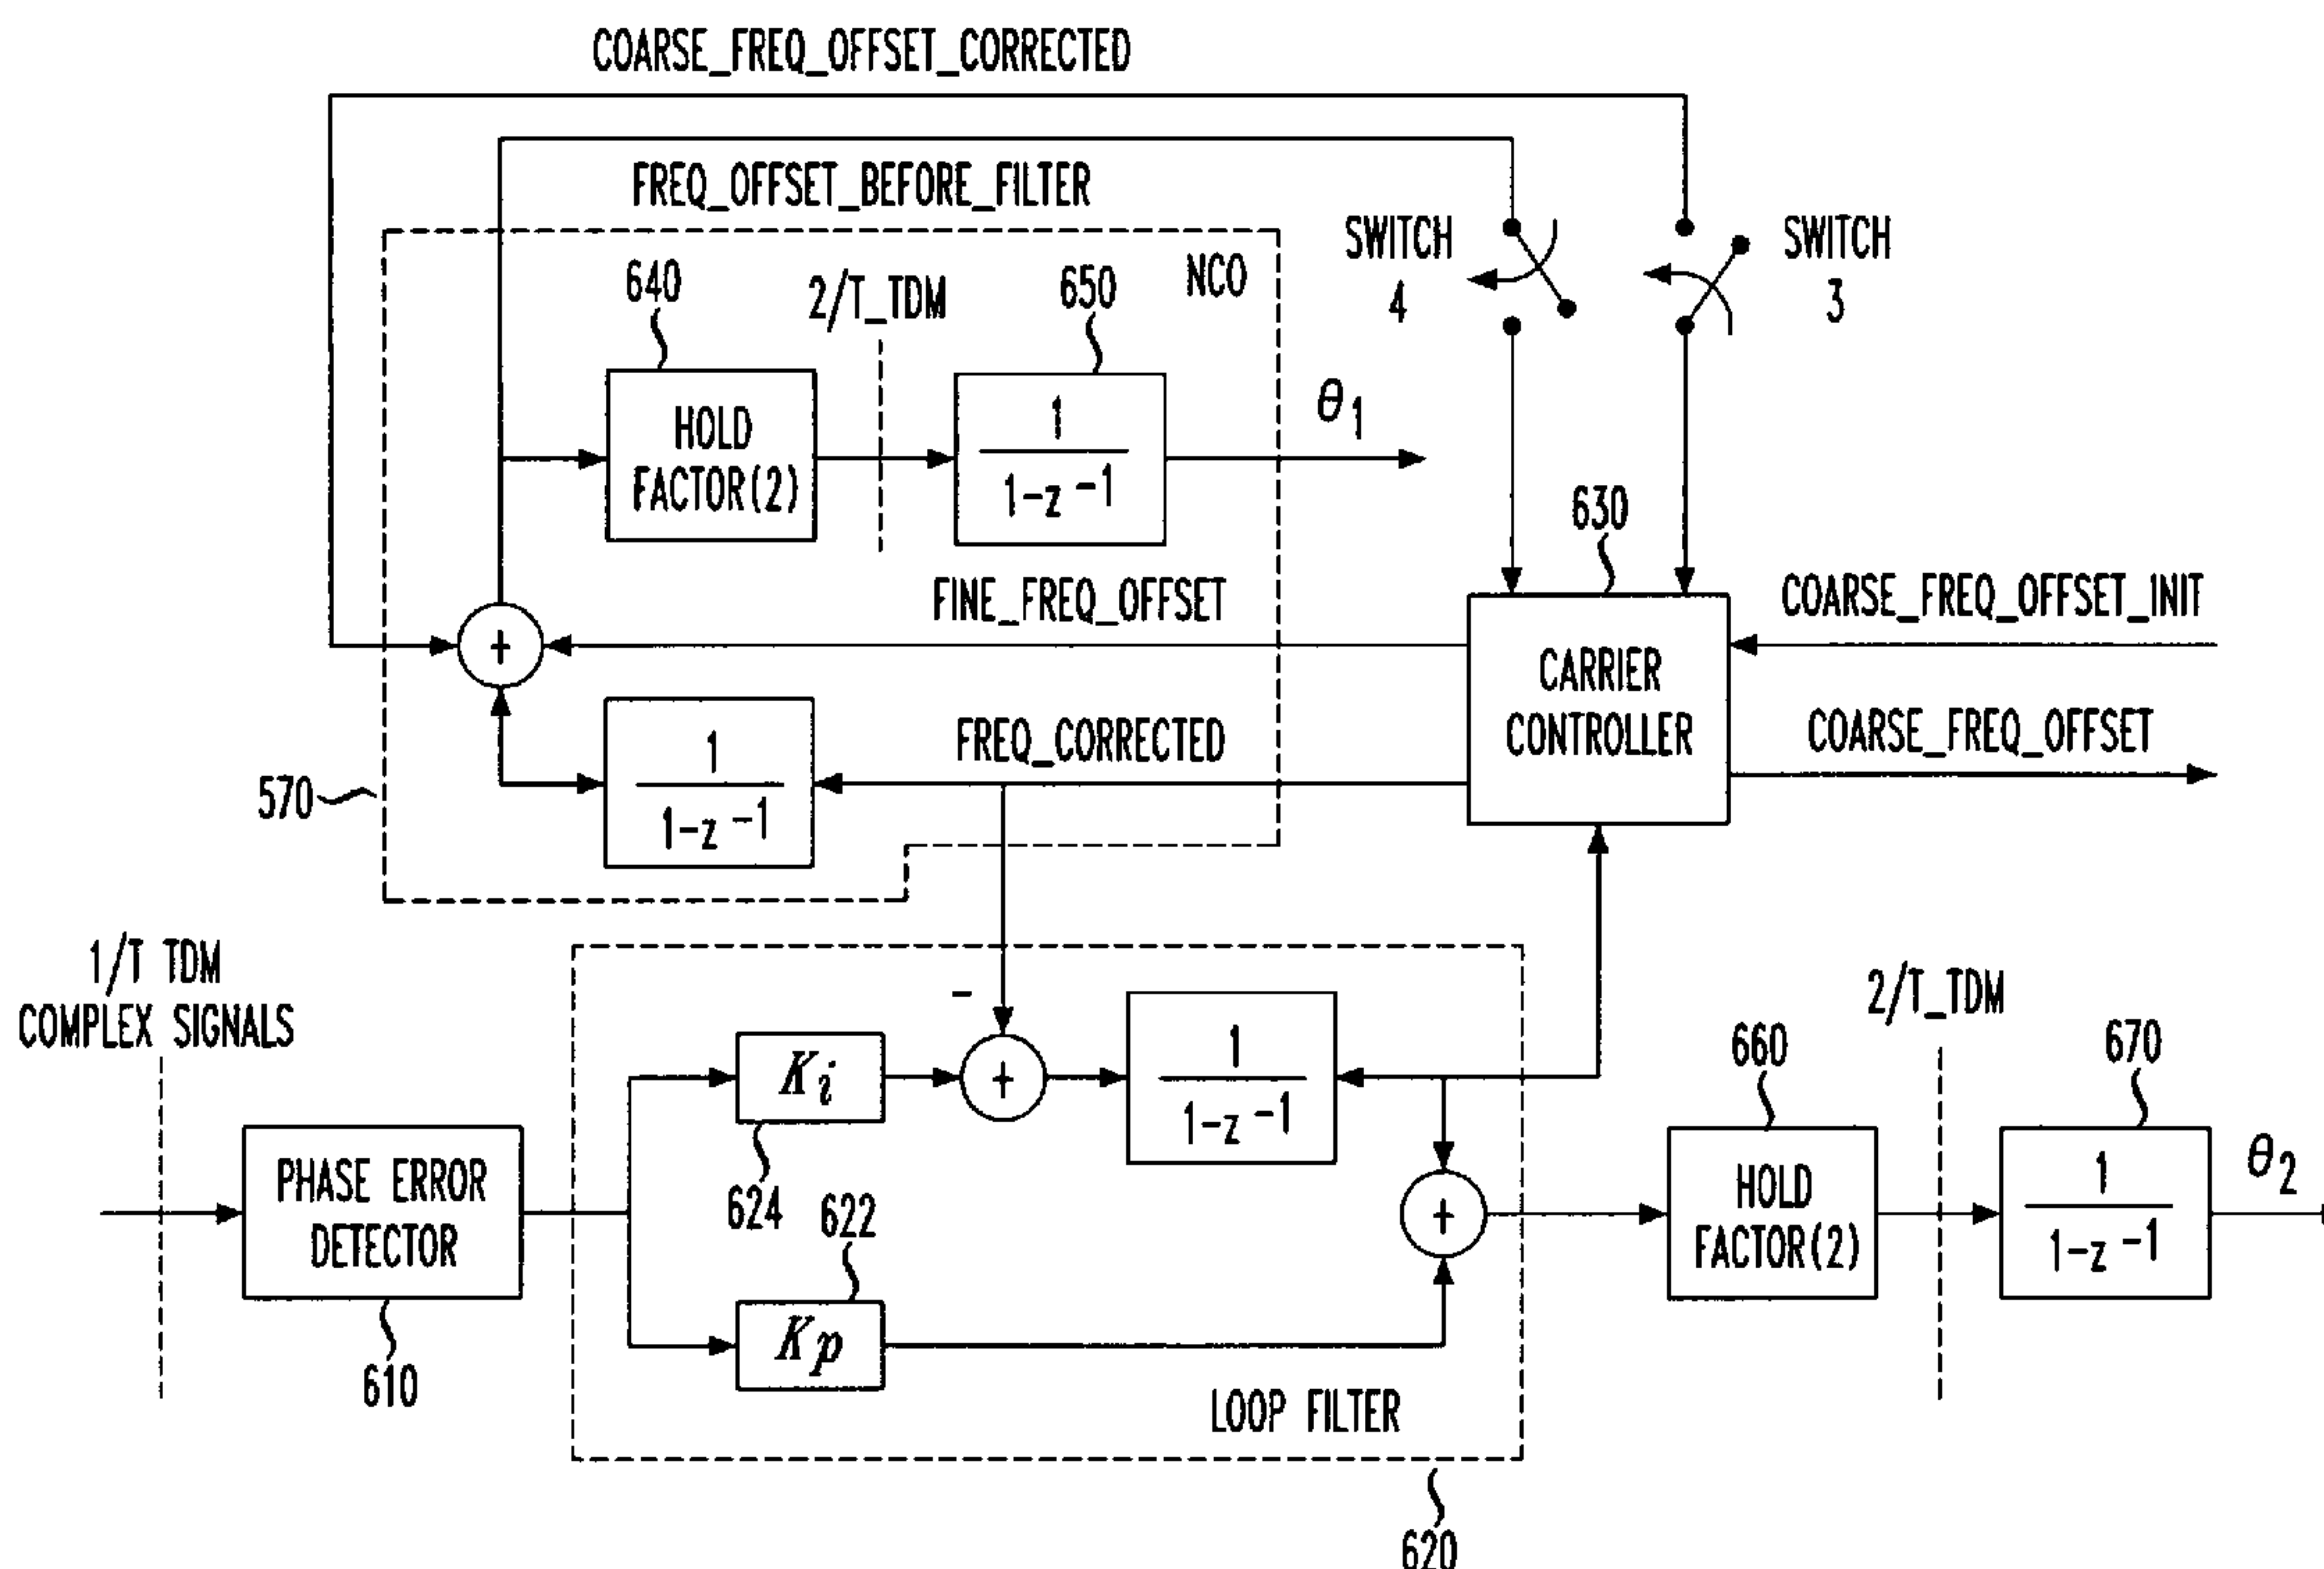 COARSE_FREQ_OFFSET_CORRECTED
FREQ_OFFSET_BEFORE_FILTER
SWITCH
4
SWITCH
3
NCO
640
2/T_TDM
650
HOLD
FACTOR(2)
1
1-z -1
θ1
630
FINE_FREQ_OFFSET
COARSE_FREQ_OFFSET_INIT
+
CARRIER
CONTROLLER
FREQ_CORRECTED
COARSE_FREQ_OFFSET
1
1-z -1
570
1/T TDM
COMPLEX SIGNALS
-
2/T_TDM
660
670
Ki
+
1
1-z -1
624
622
PHASE ERROR
DETECTOR
+
HOLD
FACTOR(2)
1
1-z -1
θ2
Kp
610
LOOP FILTER
620